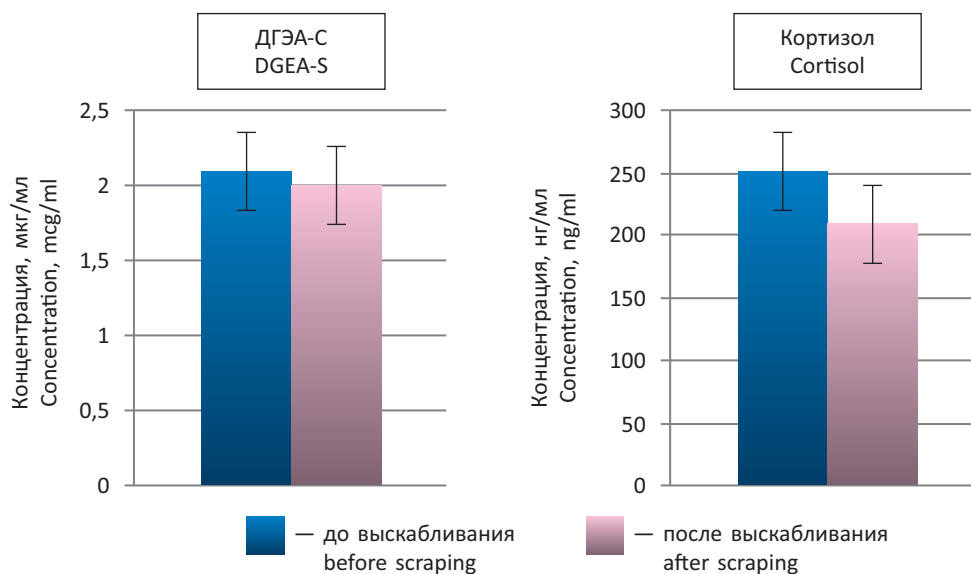 ДГЭА-С
DGEA-S
Концентрация, мкг/мл
Concentration, mcg/ml
2,5
2
1,5
1
0,5
0
Кортизол
Cortisol
Концентрация, нг/мл
Concentration, ng/ml
300
250
200
150
100
50
0
— до выскабливания
before scraping
— после выскабливания
after scraping